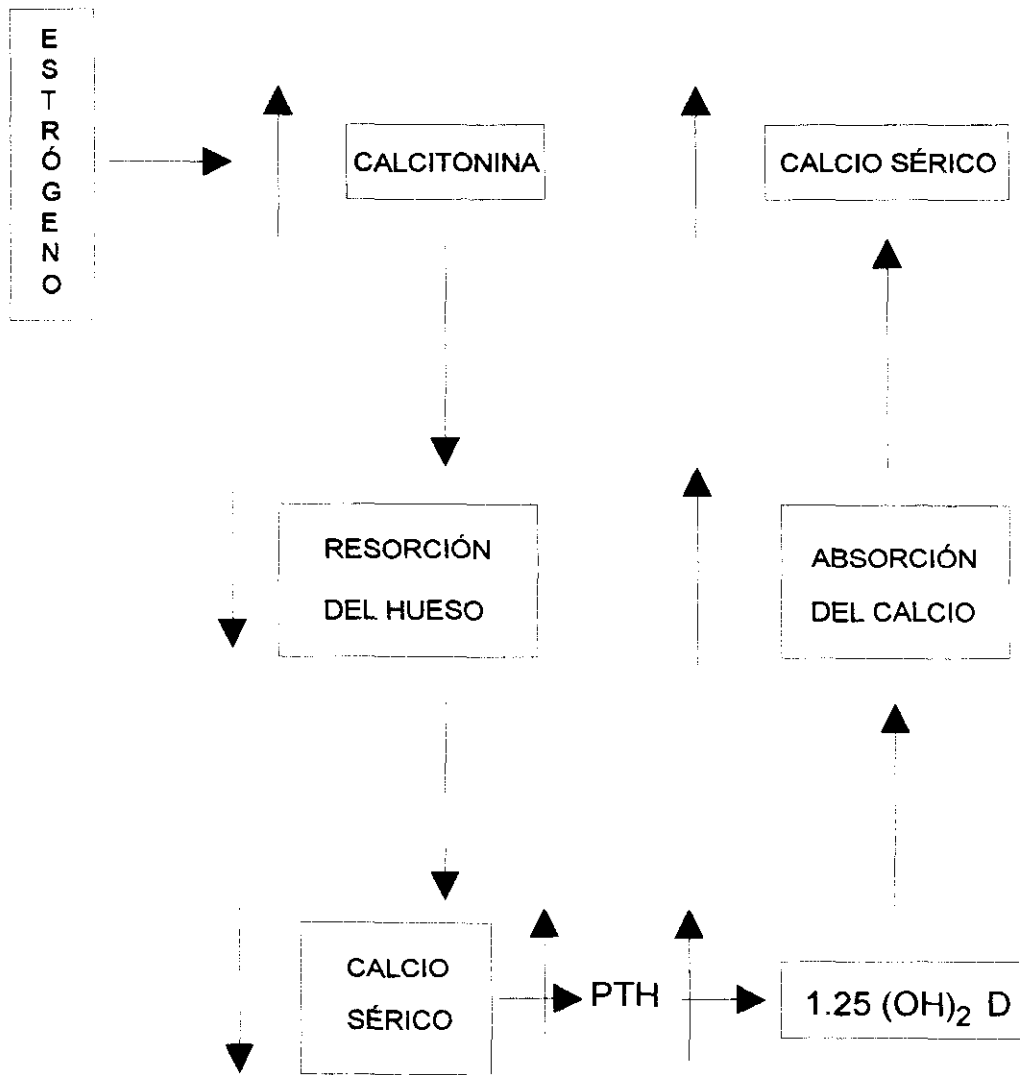 ESTRÓGENO
CALCITONINA
CALCIO SÉRICO
RESORCIÓN
DEL HUESO
ABSORCIÓN
DEL CALCIO
CALCIO
SÉRICO
PTH
1.25 (OH)₂ D